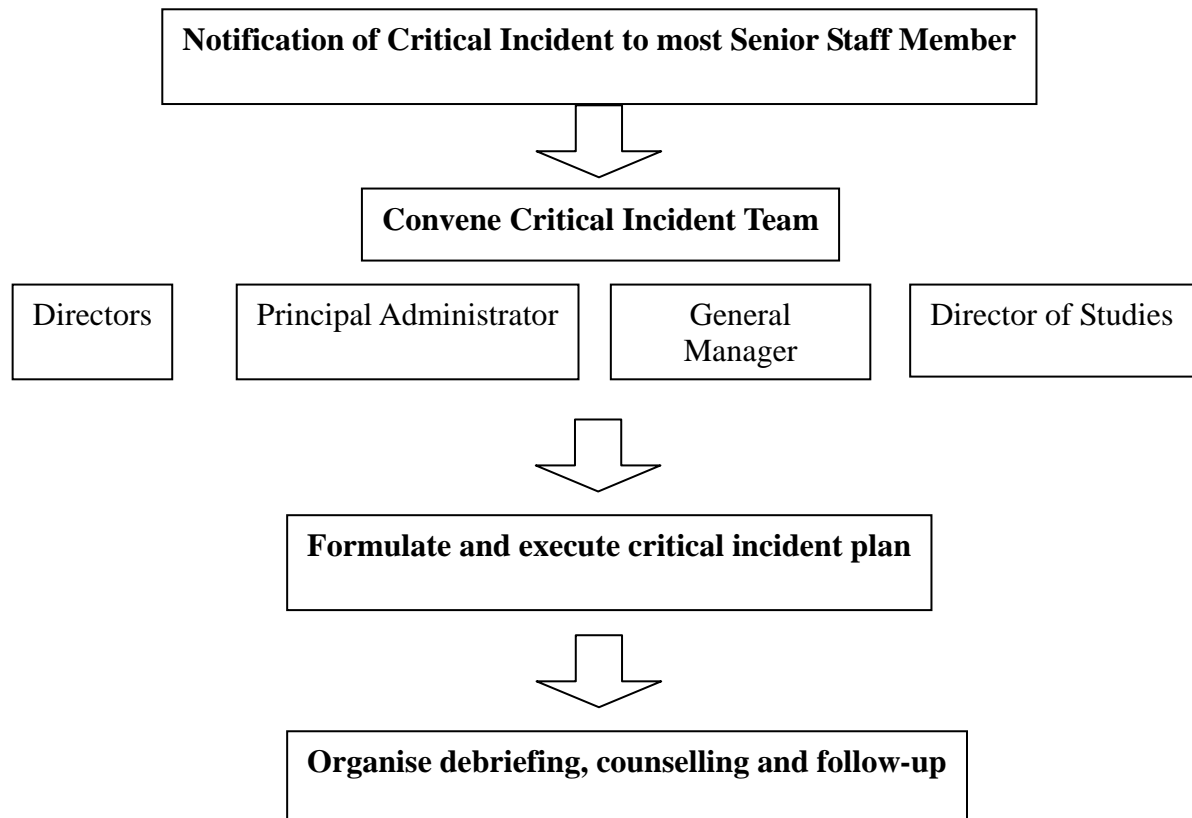 Notification of Critical Incident to most Senior Staff Member
Convene Critical Incident Team
Directors
Principal Administrator
General
Manager
Director of Studies
Formulate and execute critical incident plan
Organise debriefing, counselling and follow-up